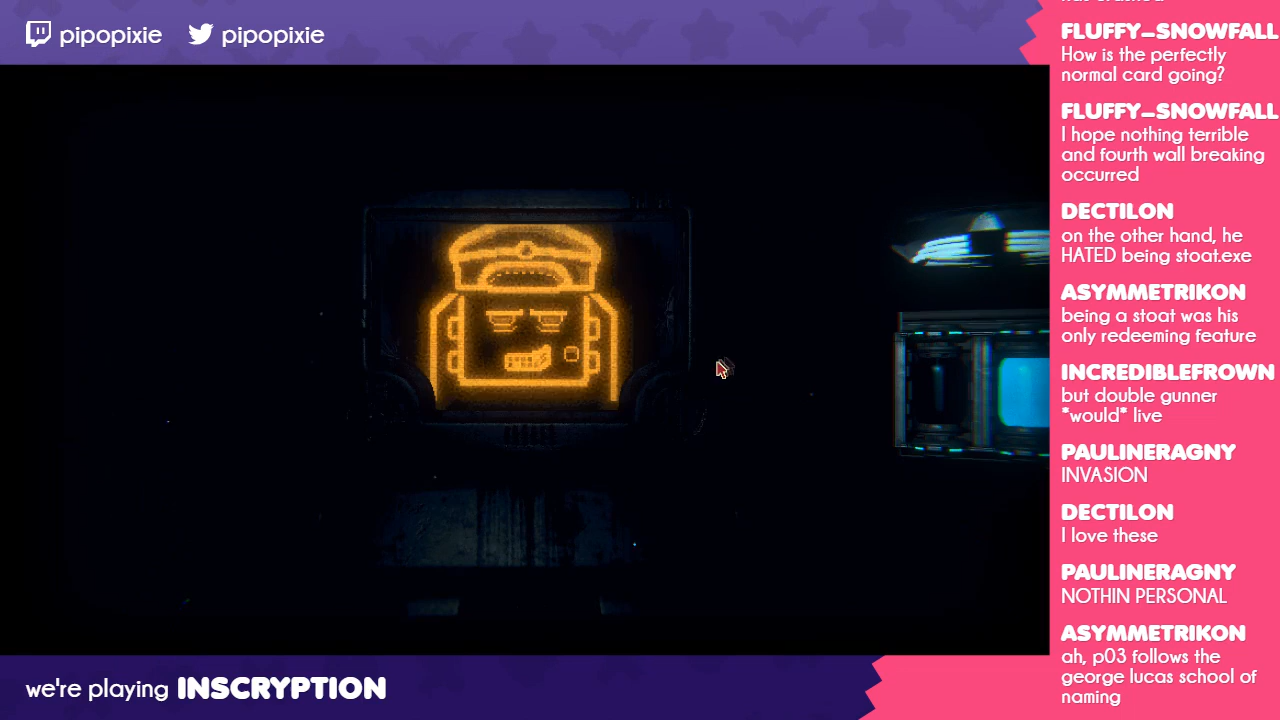 pipopixie pipopixie
FLUFFY-SNOWFALL
How is the perfectly
normal card going?
FLUFFY-SNOWFALL
I hope nothing terrible
and fourth wall breaking
occurred
DECTILON
on the other hand, he
HATED being stoat.exe
ASYMMETRIKON
being a stoat was his
only redeeming feature
INCREDIBLEFROWN
but double gunner
*would* live
PAULINERAGNY
INVASION
DECTILON
I love these
PAULINERAGNY
NOTHIN PERSONAL
ASYMMETRIKON
ah, p03 follows the
george lucas school of
naming
we're playing INSCRYPTION